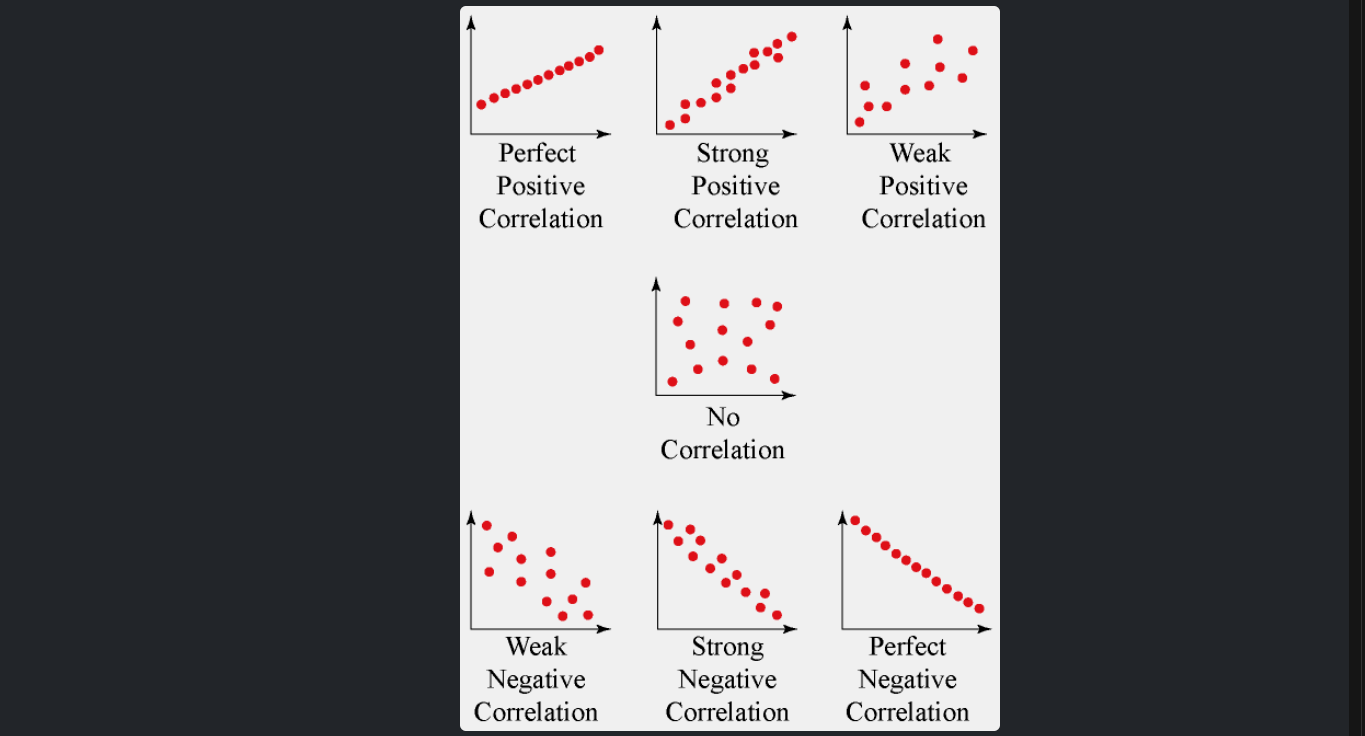 Perfect
Positive
Correlation
Strong
Positive
Correlation
Weak
Positive
Correlation
No
Correlation
Weak
Negative
Correlation
Strong
Negative
Correlation
Perfect
Negative
Correlation